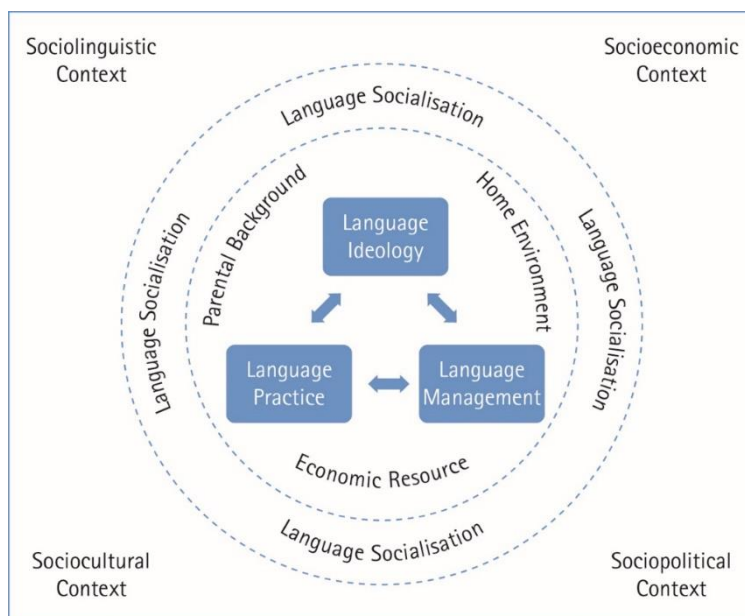 Sociolinguistic
Context
Socioeconomic
Context
Language Socialisation
Language Socialisation
Parental Background
Home Environment
Language Socialisation
Language
Ideology
Language
Practice
Language
Management
Economic Resource
Language Socialisation
Sociocultural
Context
Sociopolitical
Context